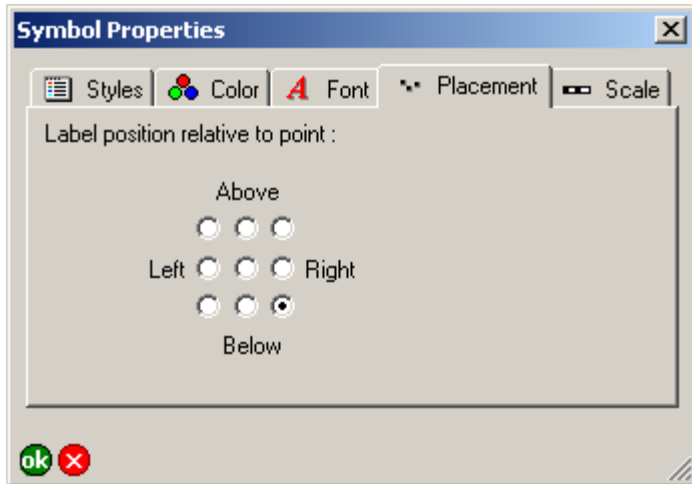 Symbol Properties
Styles Color A Font Placement Scale
Label position relative to point :
Above
Left Right
Below
ok